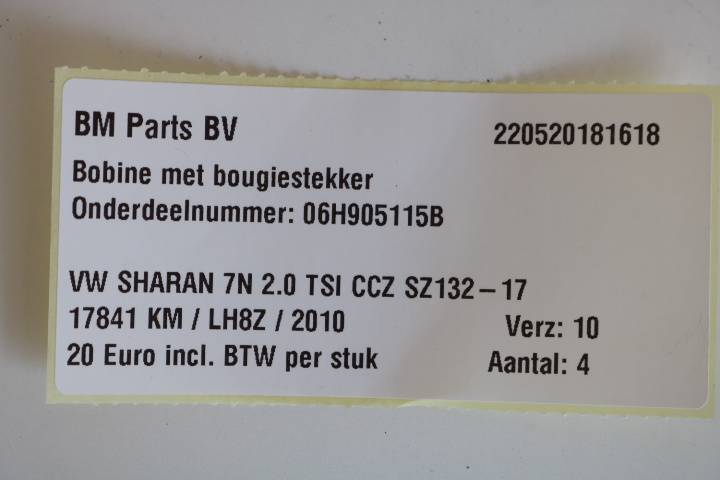 BM Parts BV 220520181618
Bobine met bougiestekker
Onderdeelnummer: 06H905115B
VW SHARAN 7N 2.0 TSI CCZ SZ132-17
17841 KM / LH8Z / 2010 Verz: 10
20 Euro incl. BTW per stuk Aantal: 4